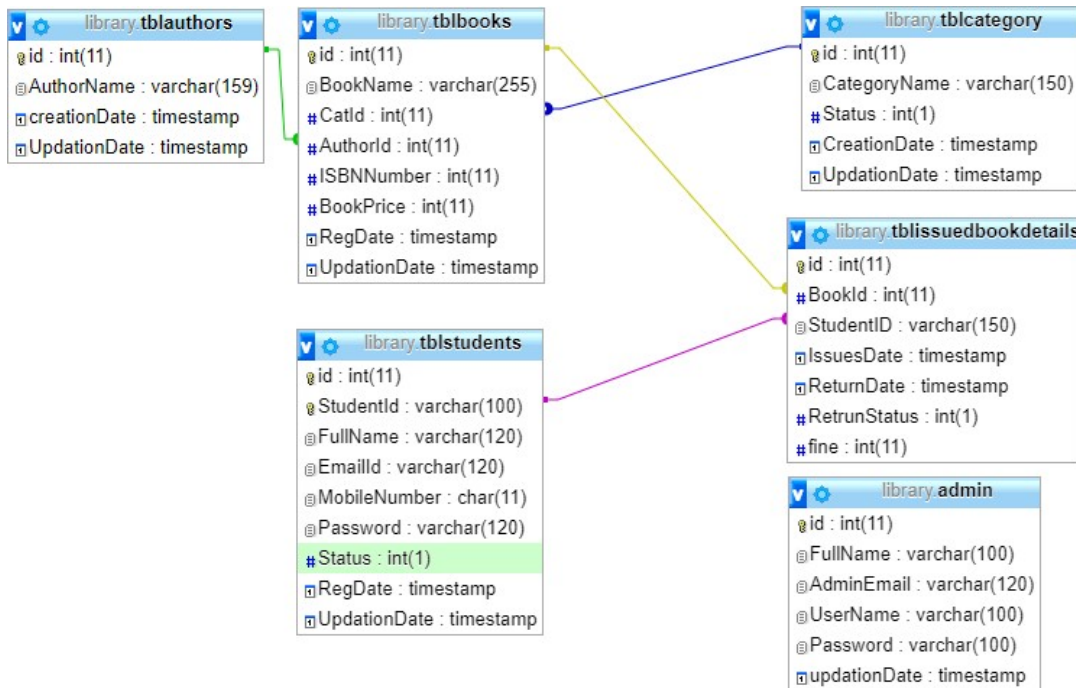 library.tblauthors
id : int(11)
AuthorName : varchar(159)
creationDate : timestamp
UpdationDate : timestamp
library.tblbooks
id : int(11)
BookName : varchar(255)
#CatId : int(11)
#AuthorId : int(11)
#ISBNNumber : int(11)
#BookPrice : int(11)
RegDate : timestamp
UpdationDate : timestamp
library.tblcategory
id : int(11)
CategoryName : varchar(150)
#Status : int(1)
CreationDate : timestamp
UpdationDate : timestamp
library.tblissuedbookdetails
id : int(11)
#BookId : int(11)
StudentID : varchar(150)
IssuesDate : timestamp
ReturnDate : timestamp
#RetrunStatus : int(1)
#fine : int(11)
library.tblstudents
id : int(11)
StudentId : varchar(100)
FullName : varchar(120)
EmailId : varchar(120)
MobileNumber : char(11)
Password : varchar(120)
#Status : int(1)
RegDate : timestamp
UpdationDate : timestamp
library.admin
id : int(11)
FullName : varchar(100)
AdminEmail : varchar(120)
UserName : varchar(100)
Password : varchar(100)
updationDate : timestamp